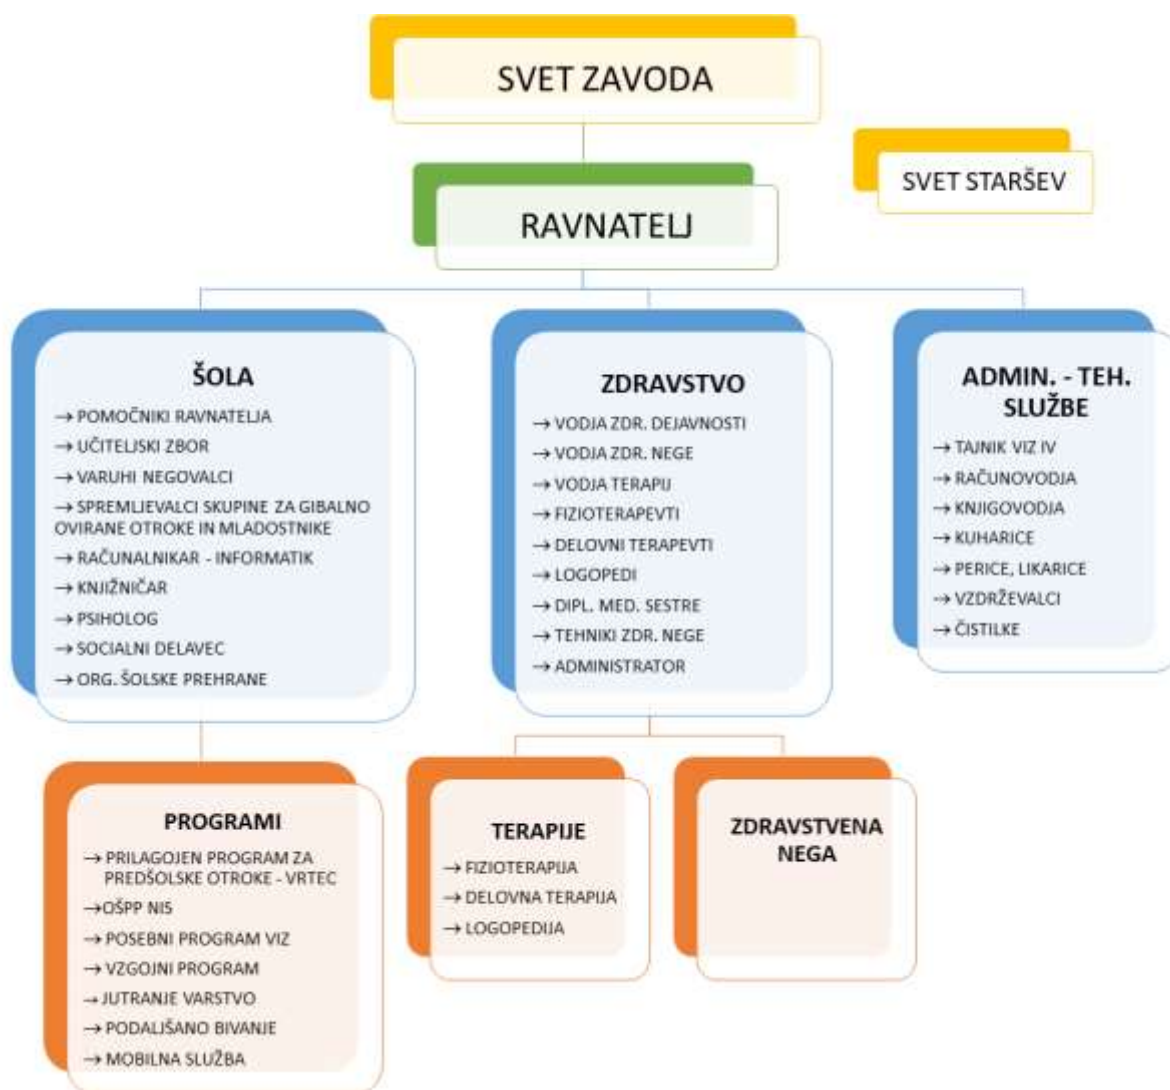 SVET ZAVODA
SVET STARŠEV
RAVNATELJ
ŠOLA
→ POMOČNIKI RAVNATELJA
→ UČITELJSKI ZBOR
→ VARUHI NEGOVALCI
→ SPREMLJEVALCI SKUPINE ZA GIBALNO
OVIRANE OTROKE IN MLADOSTNIKE
→ RAČUNALNIKAR - INFORMATIK
→ KNJIŽNIČAR
→ PSIHOLOG
→ SOCIALNI DELAVEC
→ ORG. ŠOLSKE PREHRANE
ZDRAVSTVO
→ VODJA ZDR. DEJAVNOSTI
→ VODJA ZDR. NEGE
→ VODJA TERAPIJ
→ FIZIOTERAPEVTI
→ DELOVNI TERAPEVTI
→ LOGOPEDI
→ DIPL. MED. SESTRE
→ TEHNIKI ZDR. NEGE
→ ADMINISTRATOR
ADMIN. - TEH.
SLUŽBE
→ TAJNIK VIZ IV
→ RAČUNOVODJA
→ KNJIGOVODJA
→ KUHARICE
→ PERICE, LIKARICE
→ VZDRŽEVALCI
→ ČISTILKE
PROGRAMI
→ PRILAGOJEN PROGRAM ZA
PREDŠOLSKE OTROKE - VRTEC
→OŠPP NIS
→ POSEBNI PROGRAM VIZ
→ VZGOJNI PROGRAM
→ JUTRANJE VARSTVO
→ PODALJŠANO BIVANJE
→ MOBILNA SLUŽBA
TERAPIJE
→ FIZIOTERAPIJA
→ DELOVNA TERAPIJA
→ LOGOPEDIJA
ZDRAVSTVENA
NEGA